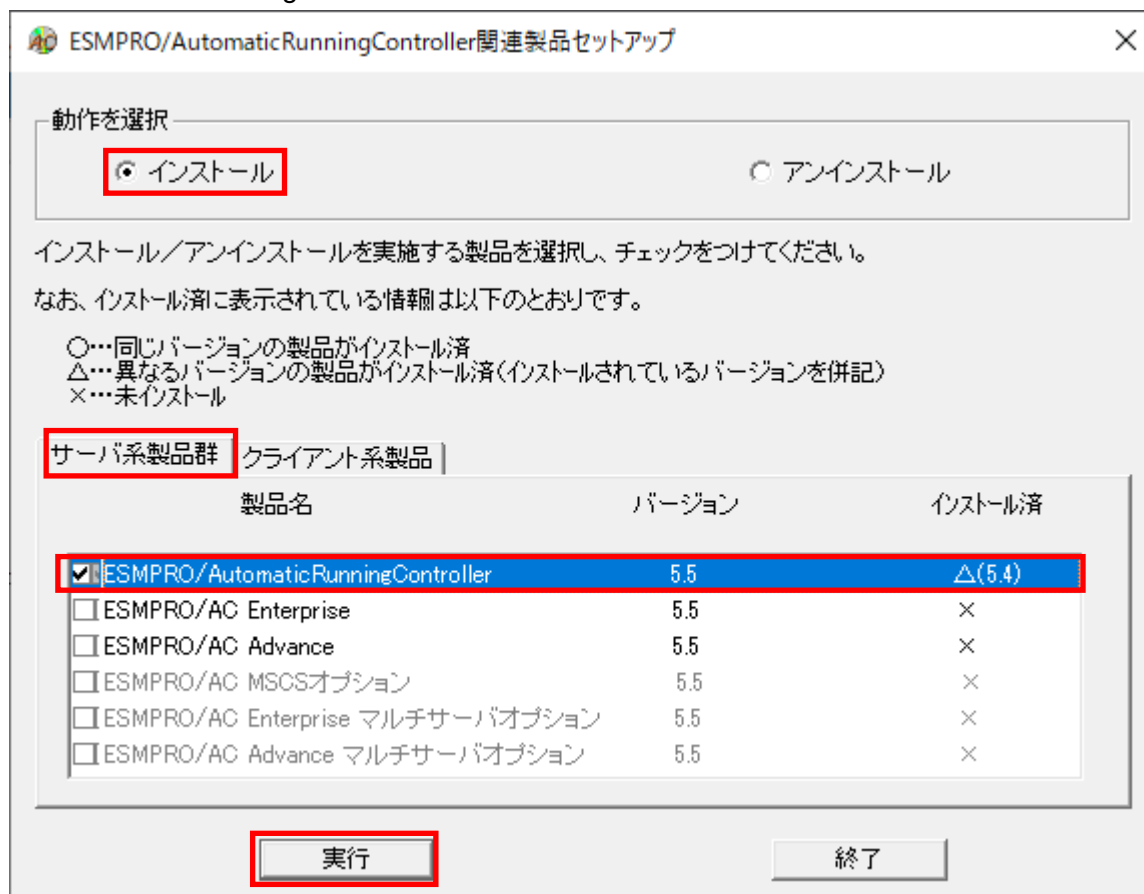 ESMPRO/AutomaticRunningController関連製品セットアップ
動作を選択
インストール アンインストール
インストール／アンインストールを実施する製品を選択し、チェックをつけてください。
なお、インストール済に表示されている情報は以下のとおりです。
○…同じバージョンの製品がインストール済
△…異なるバージョンの製品がインストール済(インストールされているバージョンを併記)
×…未インストール
サーバ系製品群 クライアント系製品
製品名 バージョン インストール済
ESMPRO/AutomaticRunningController 5.5 △(5.4)
ESMPRO/AC Enterprise 5.5 ×
ESMPRO/AC Advance 5.5 ×
ESMPRO/AC MSCSオプション 5.5 ×
ESMPRO/AC Enterprise マルチサーバオプション 5.5 ×
ESMPRO/AC Advance マルチサーバオプション 5.5 ×
実行 終了